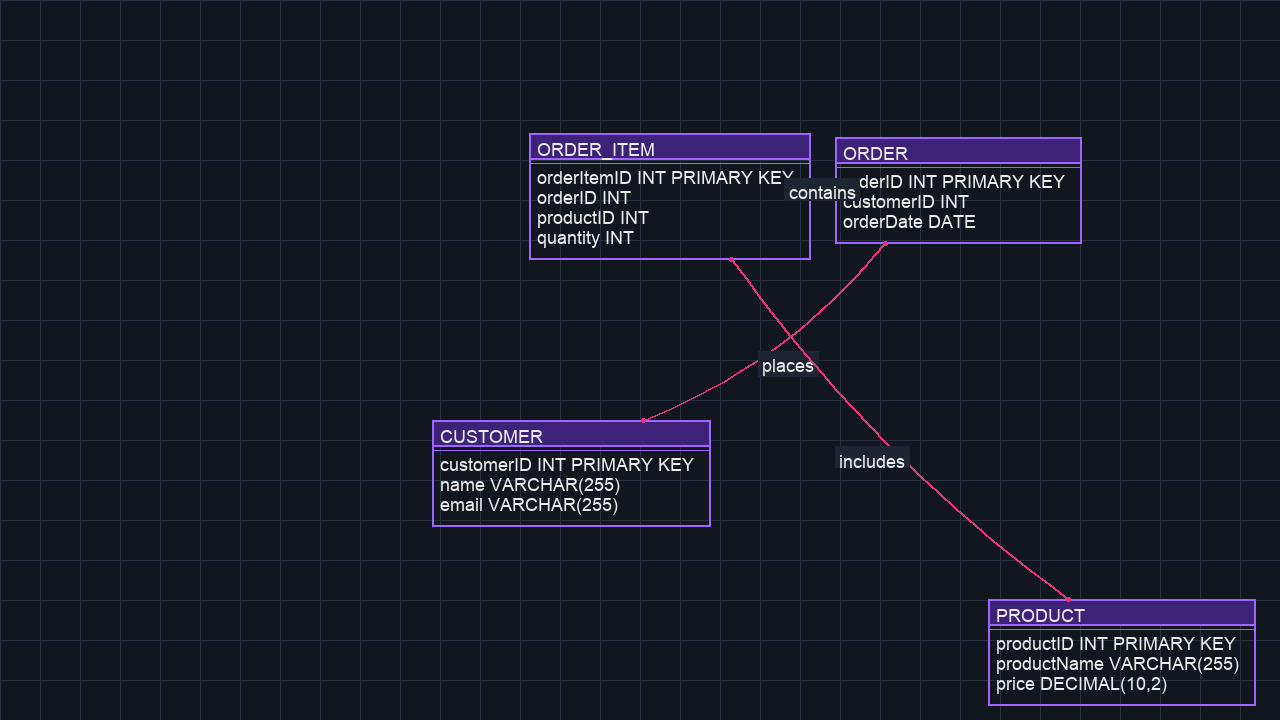 ORDER_ITEM
orderItemID INT PRIMARY KEY
orderID INT
productID INT
quantity INT
contains
ORDER
derID INT PRIMARY KEY
customerID INT
orderDate DATE
places
CUSTOMER
customerID INT PRIMARY KEY
name VARCHAR(255)
email VARCHAR(255)
includes
PRODUCT
productID INT PRIMARY KEY
productName VARCHAR(255)
price DECIMAL(10,2)